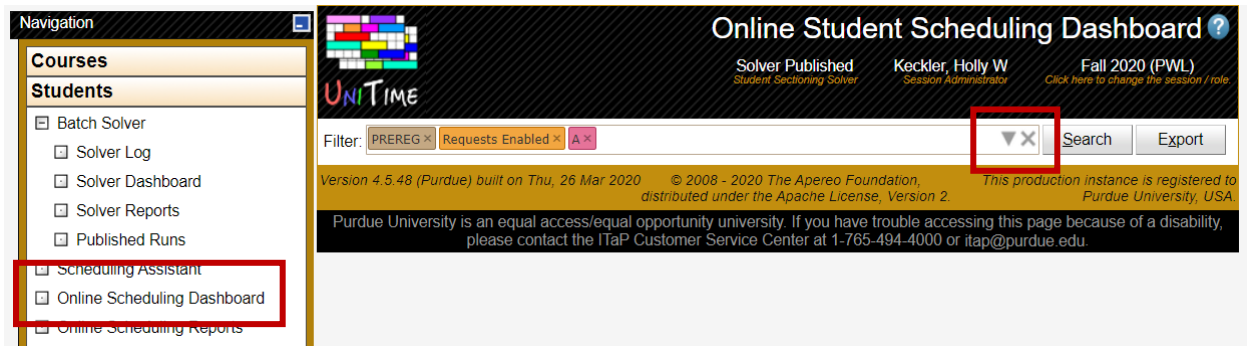 Navigation
Courses
Students
Batch Solver
Solver Log
Solver Dashboard
Solver Reports
Published Runs
Scheduling Assistant
Online Scheduling Dashboard
Online Scheduling Reports
UNITIME
Online Student Scheduling Dashboard ?
Solver Published Keckler, Holly W Fall 2020 (PWL)
Student Sectioning Solver Session Administrator Click here to change the session / role.
Filter: PREREG × Requests Enabled × A × Search Export
Version 4.5.48 (Purdue) built on Thu, 26 Mar 2020 © 2008 - 2020 The Apereo Foundation, This production instance is registered to
distributed under the Apache License, Version 2. Purdue University, USA.
Purdue University is an equal access/equal opportunity university. If you have trouble accessing this page because of a disability,
please contact the ITaP Customer Service Center at 1-765-494-4000 or itap@purdue.edu.